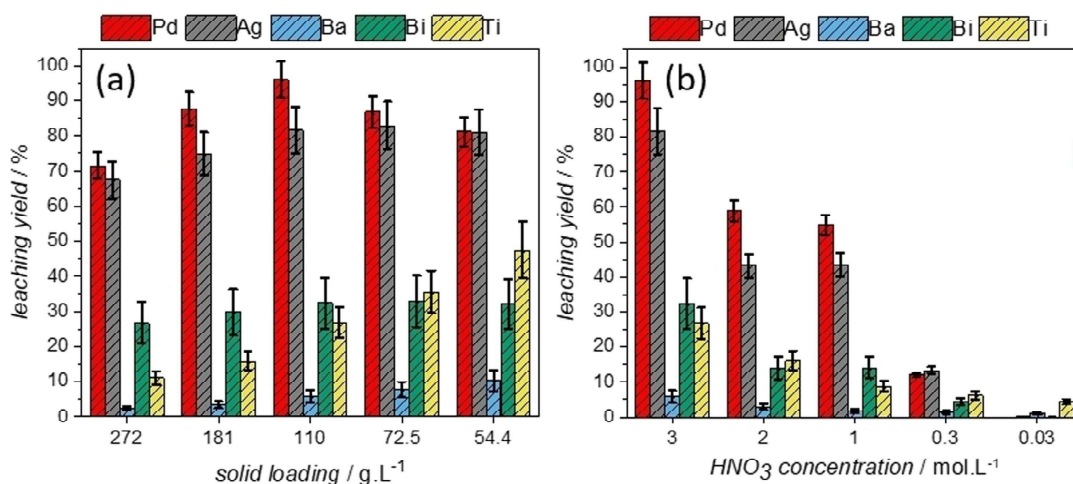 Pd Ag Ba Bi Ti
(a)
leaching yield / %
100
90
80
70
60
50
40
30
20
10
0
272 181 110 72.5 54.4
solid loading / g.L⁻¹
Pd Ag Ba Bi Ti
(b)
leaching yield / %
100
90
80
70
60
50
40
30
20
10
0
3 2 1 0.3 0.03
HNO₃ concentration / mol.L⁻¹